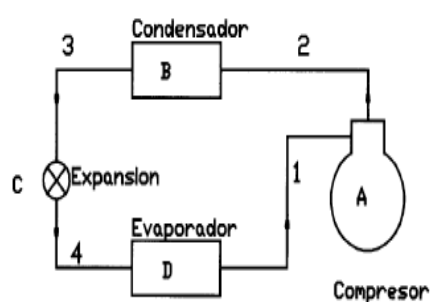 Condensador
3
2
B
C
Expansion
1
A
4
Evaporador
D
Compresor